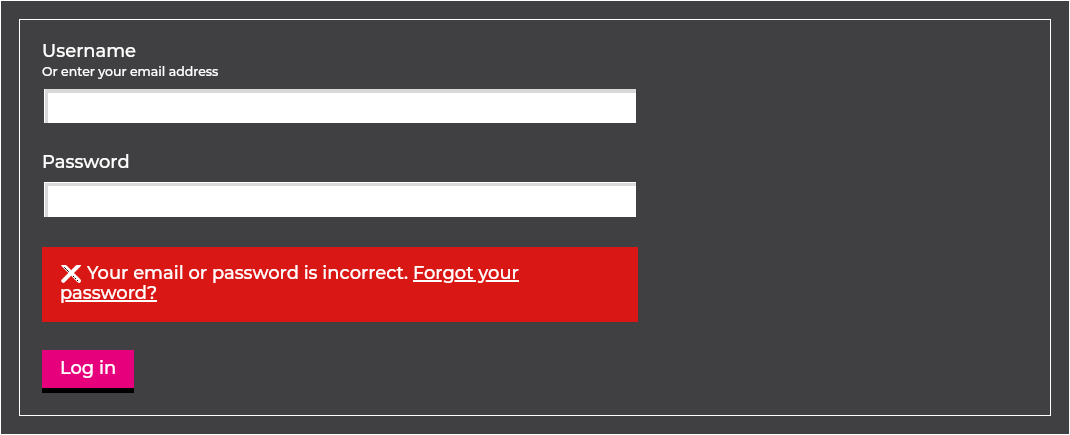 Username
Or enter your email address
Password
Your email or password is incorrect. Forgot your
password?
Log in